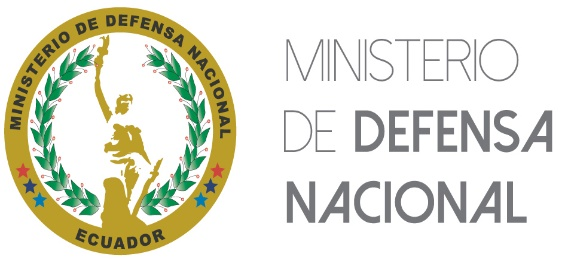 MINISTERIO DE DEFENSA NACIONAL
ECUADOR
MINISTERIO
DE DEFENSA
NACIONAL